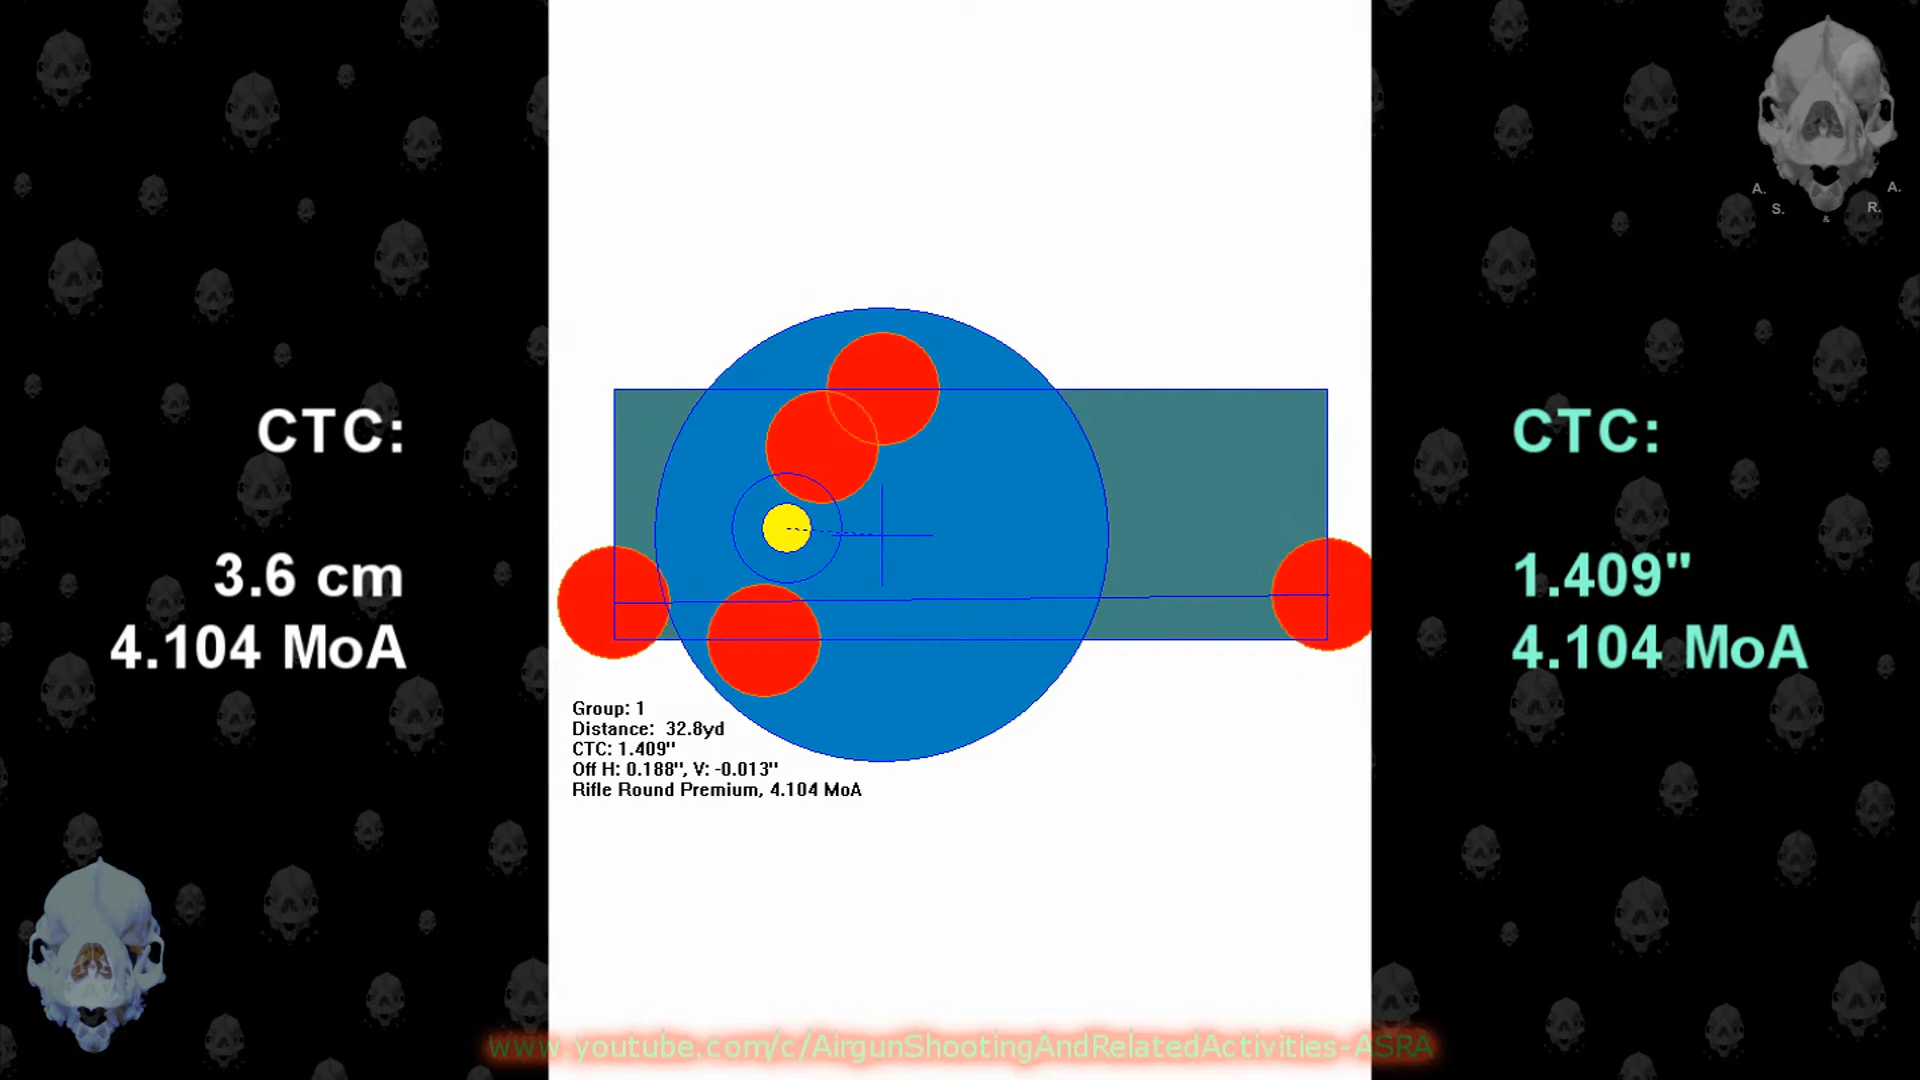 A. A.
S. & R.
CTC:
3.6 cm
4.104 MoA
CTC:
1.409"
4.104 MoA
Group: 1
Distance: 32.8yd
CTC: 1.409"
Off H: 0.188", V: -0.013"
Rifle Round Premium, 4.104 MoA
www.youtube.com/c/AirgunShootingAndRelatedActivities-ASRA